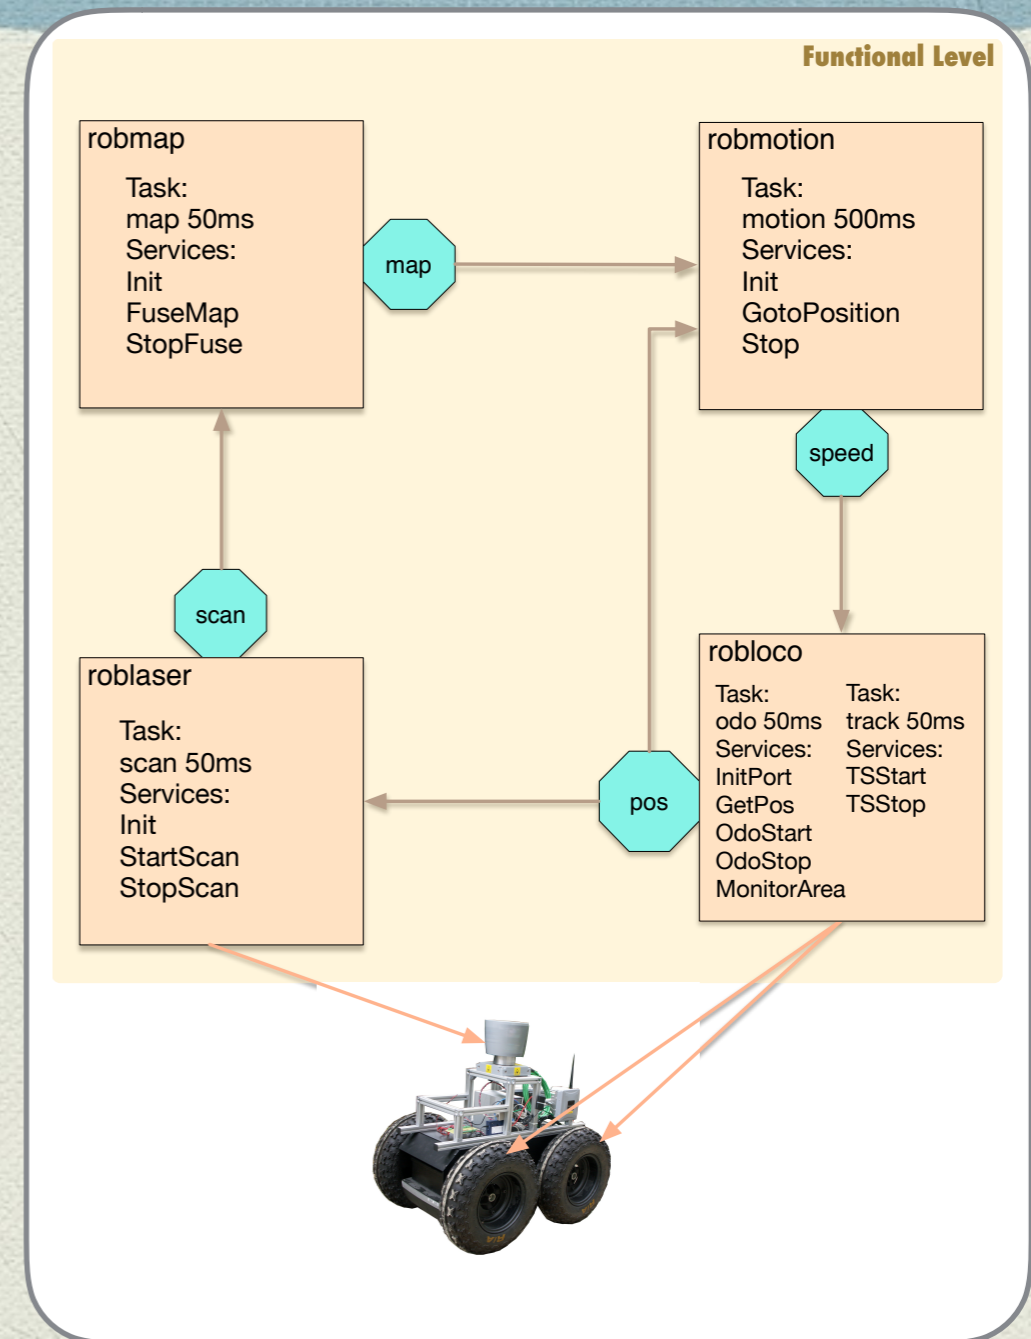 Functional Level
robmap
Task:
map 50ms
Services:
Init
FuseMap
StopFuse
map
robmotion
Task:
motion 500ms
Services:
Init
GotoPosition
Stop
speed
scan
roblaser
Task:
scan 50ms
Services:
Init
StartScan
StopScan
pos
robloco
Task:
odo 50ms
Services:
InitPort
GetPos
OdoStart
OdoStop
MonitorArea
Task:
track 50ms
Services:
TSStart
TSStop